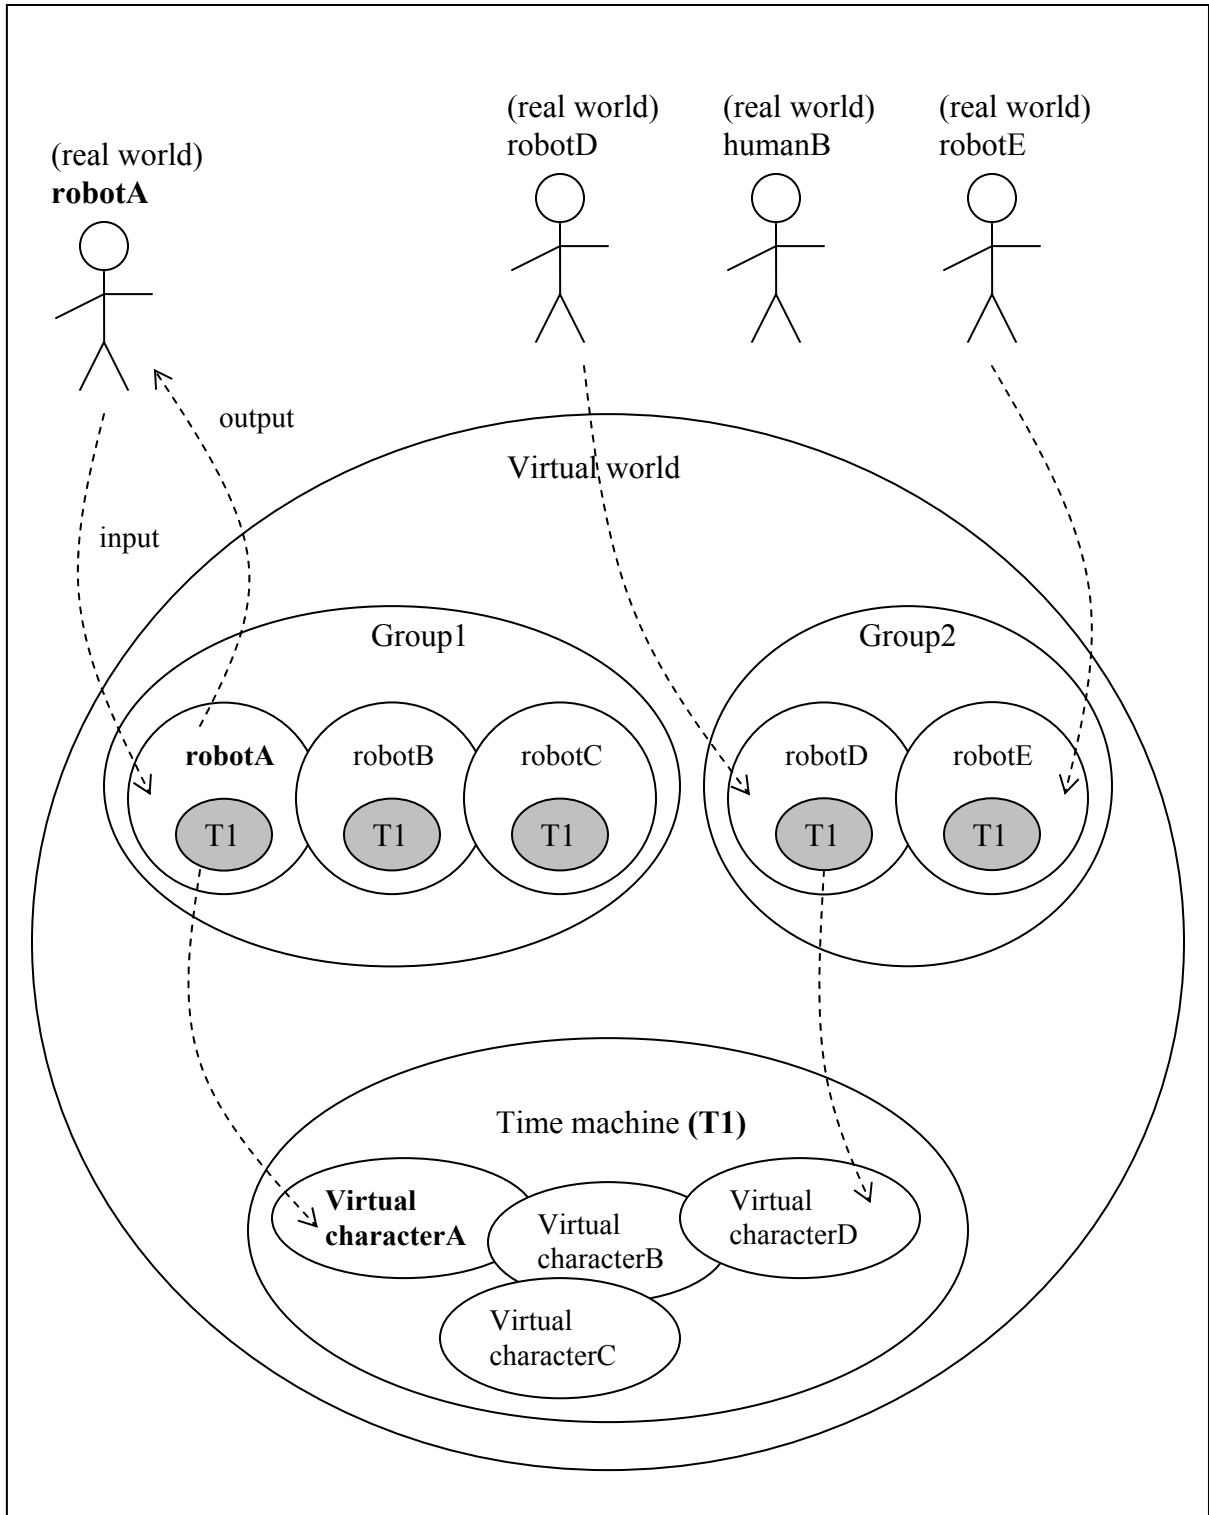 (real world)
robotA
(real world)
robotD
(real world)
humanB
(real world)
robotE
output
input
Virtual world
Group1
Group2
robotA
robotB
robotC
robotD
robotE
T1
T1
T1
T1
T1
Time machine (T1)
Virtual
characterA
Virtual
characterB
Virtual
characterD
Virtual
characterC